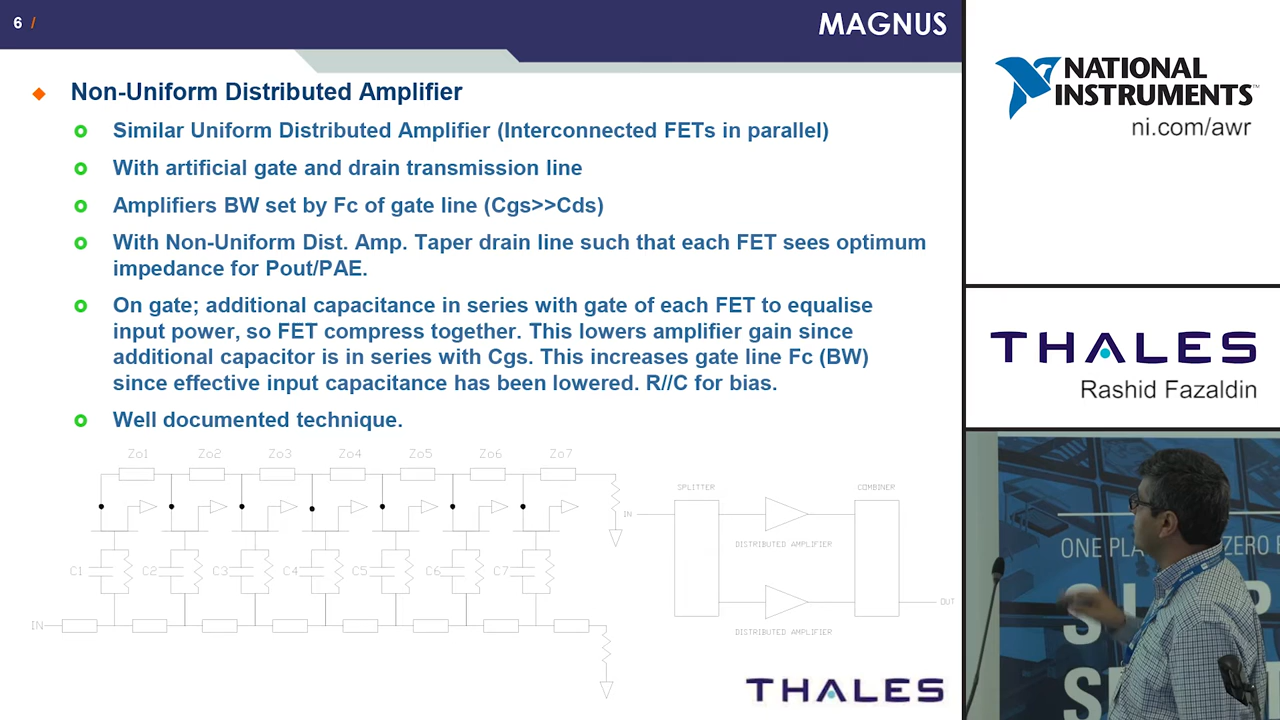 6 /
MAGNUS
Non-Uniform Distributed Amplifier
Similar Uniform Distributed Amplifier (Interconnected FETs in parallel)
With artificial gate and drain transmission line
Amplifiers BW set by Fc of gate line (Cgs>>Cds)
With Non-Uniform Dist. Amp. Taper drain line such that each FET sees optimum
impedance for Pout/PAE.
On gate; additional capacitance in series with gate of each FET to equalise
input power, so FET compress together. This lowers amplifier gain since
additional capacitor is in series with Cgs. This increases gate line Fc (BW)
since effective input capacitance has been lowered. R//C for bias.
Well documented technique.
Zo1 Zo2 Zo3 Zo4 Zo5 Zo6 Zo7
C1 C2 C3 C4 C5 C6 C7
IN
SPLITTER
COMBINER
IN
DISTRIBUTED AMPLIFIER
OUT
DISTRIBUTED AMPLIFIER
THALES
NATIONAL
INSTRUMENTS™
ni.com/awr
THALES
Rashid Fazaldin
ONE PLA ZERO